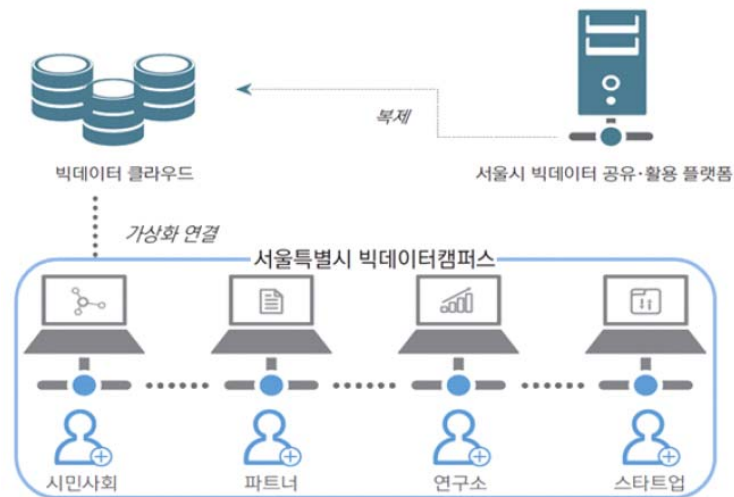 복제
빅데이터 클라우드
서울시 빅데이터 공유·활용 플랫폼
가상화 연결
서울특별시 빅데이터캠퍼스
시민사회
파트너
연구소
스타트업